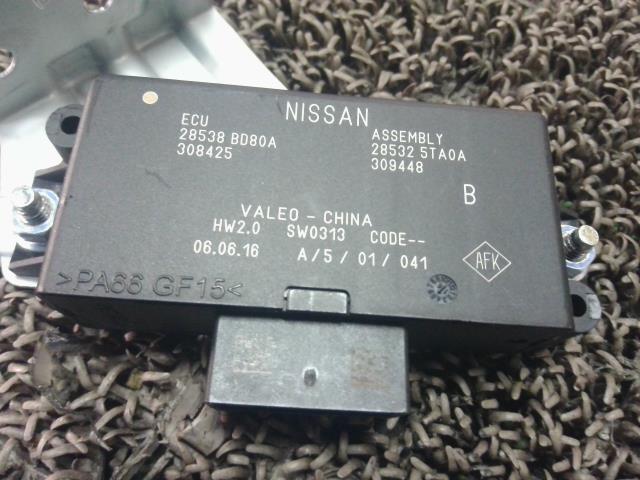 NISSAN
ECU
28538 BD80A
308425
ASSEMBLY
28532 5TA0A
309448
B
VALEO - CHINA
HW2.0 SW0313 CODE--
06.06.16 A/5/01/041
AFK
>PA66 GF15<